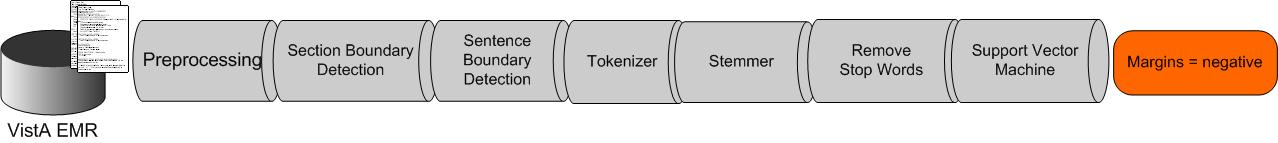 VistA EMR
Preprocessing
Section Boundary
Detection
Sentence
Boundary
Detection
Tokenizer
Stemmer
Remove
Stop Words
Support Vector
Machine
Margins = negative